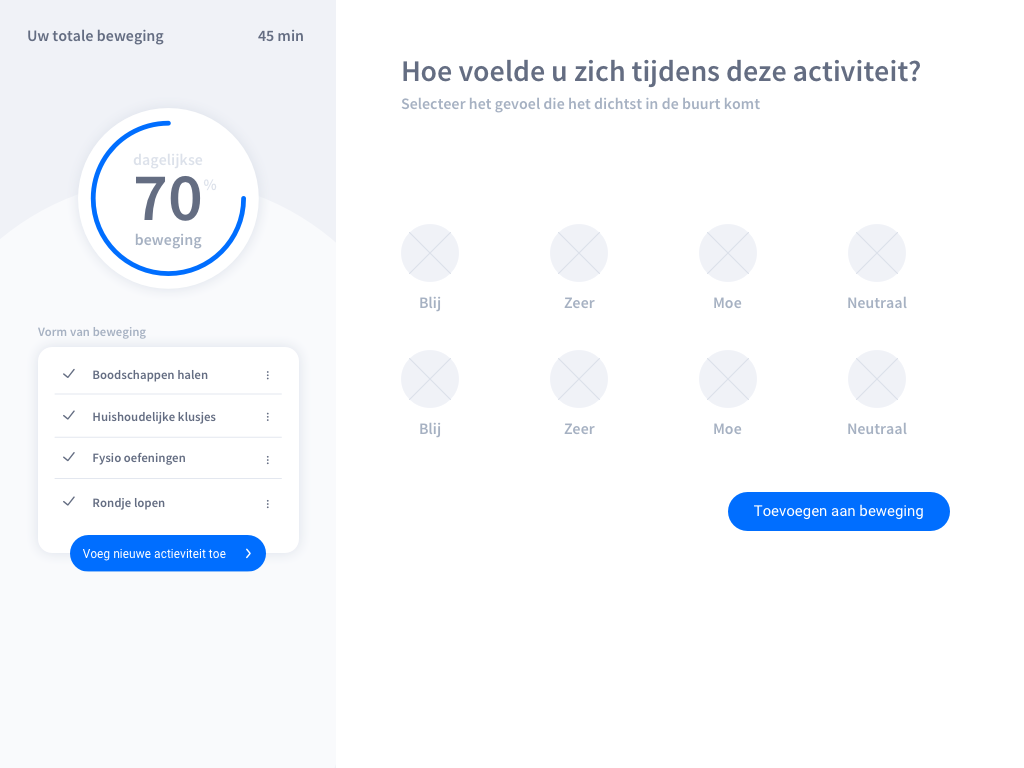 Uw totale beweging 45 min
dagelijkse
70 %
beweging
Vorm van beweging
Boodschappen halen
Huishoudelijke klusjes
Fysio oefeningen
Rondje lopen
Voeg nieuwe actieviteit toe
Hoe voelde u zich tijdens deze activiteit?
Selecteer het gevoel die het dichtst in de buurt komt
Blij Zeer Moe Neutraal
Blij Zeer Moe Neutraal
Toevoegen aan beweging